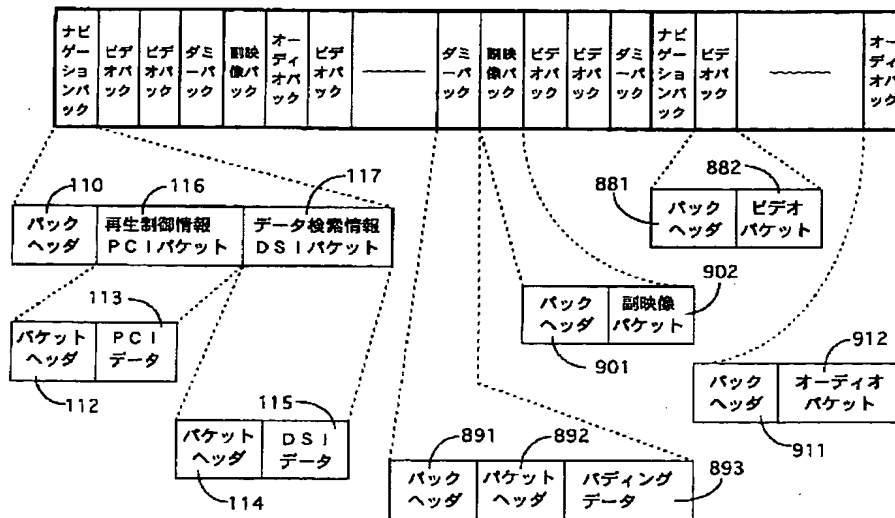 ナビゲーションパック
ビデオパック
ビデオパック
ダミーパック
副映像パック
オーディオパック
ビデオパック
ダミーパック
副映像パック
ビデオパック
ビデオパック
ダミーパック
ナビゲーションパック
ビデオパック
オーディオパック
110
116
117
パック
ヘッダ
再生制御情報
PCIパケット
データ検索情報
DSIパケット
881
882
パック
ヘッダ
ビデオ
パケット
113
パケット
ヘッダ
PCI
データ
112
902
パック
ヘッダ
副映像
パケット
901
912
パック
ヘッダ
オーディオ
パケット
911
115
パケット
ヘッダ
DSI
データ
114
891
892
893
パック
ヘッダ
パケット
ヘッダ
パディング
データ